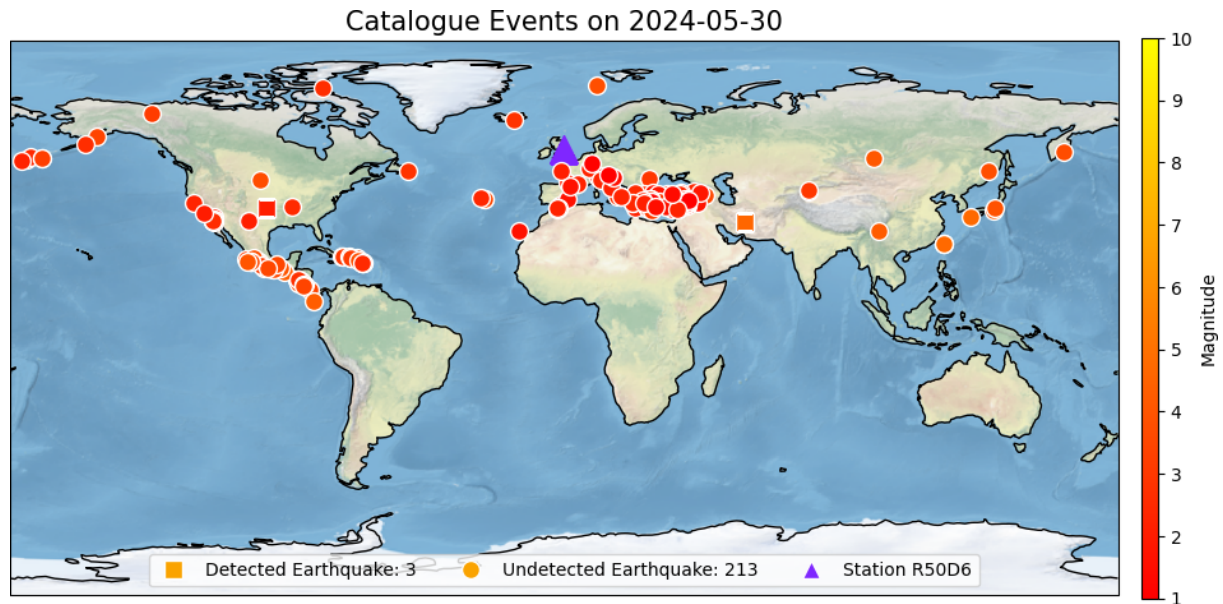 Catalogue Events on 2024-05-30
10
9
8
7
6
5
4
3
2
1
Magnitude
Detected Earthquake: 3
Undetected Earthquake: 213
Station R50D6